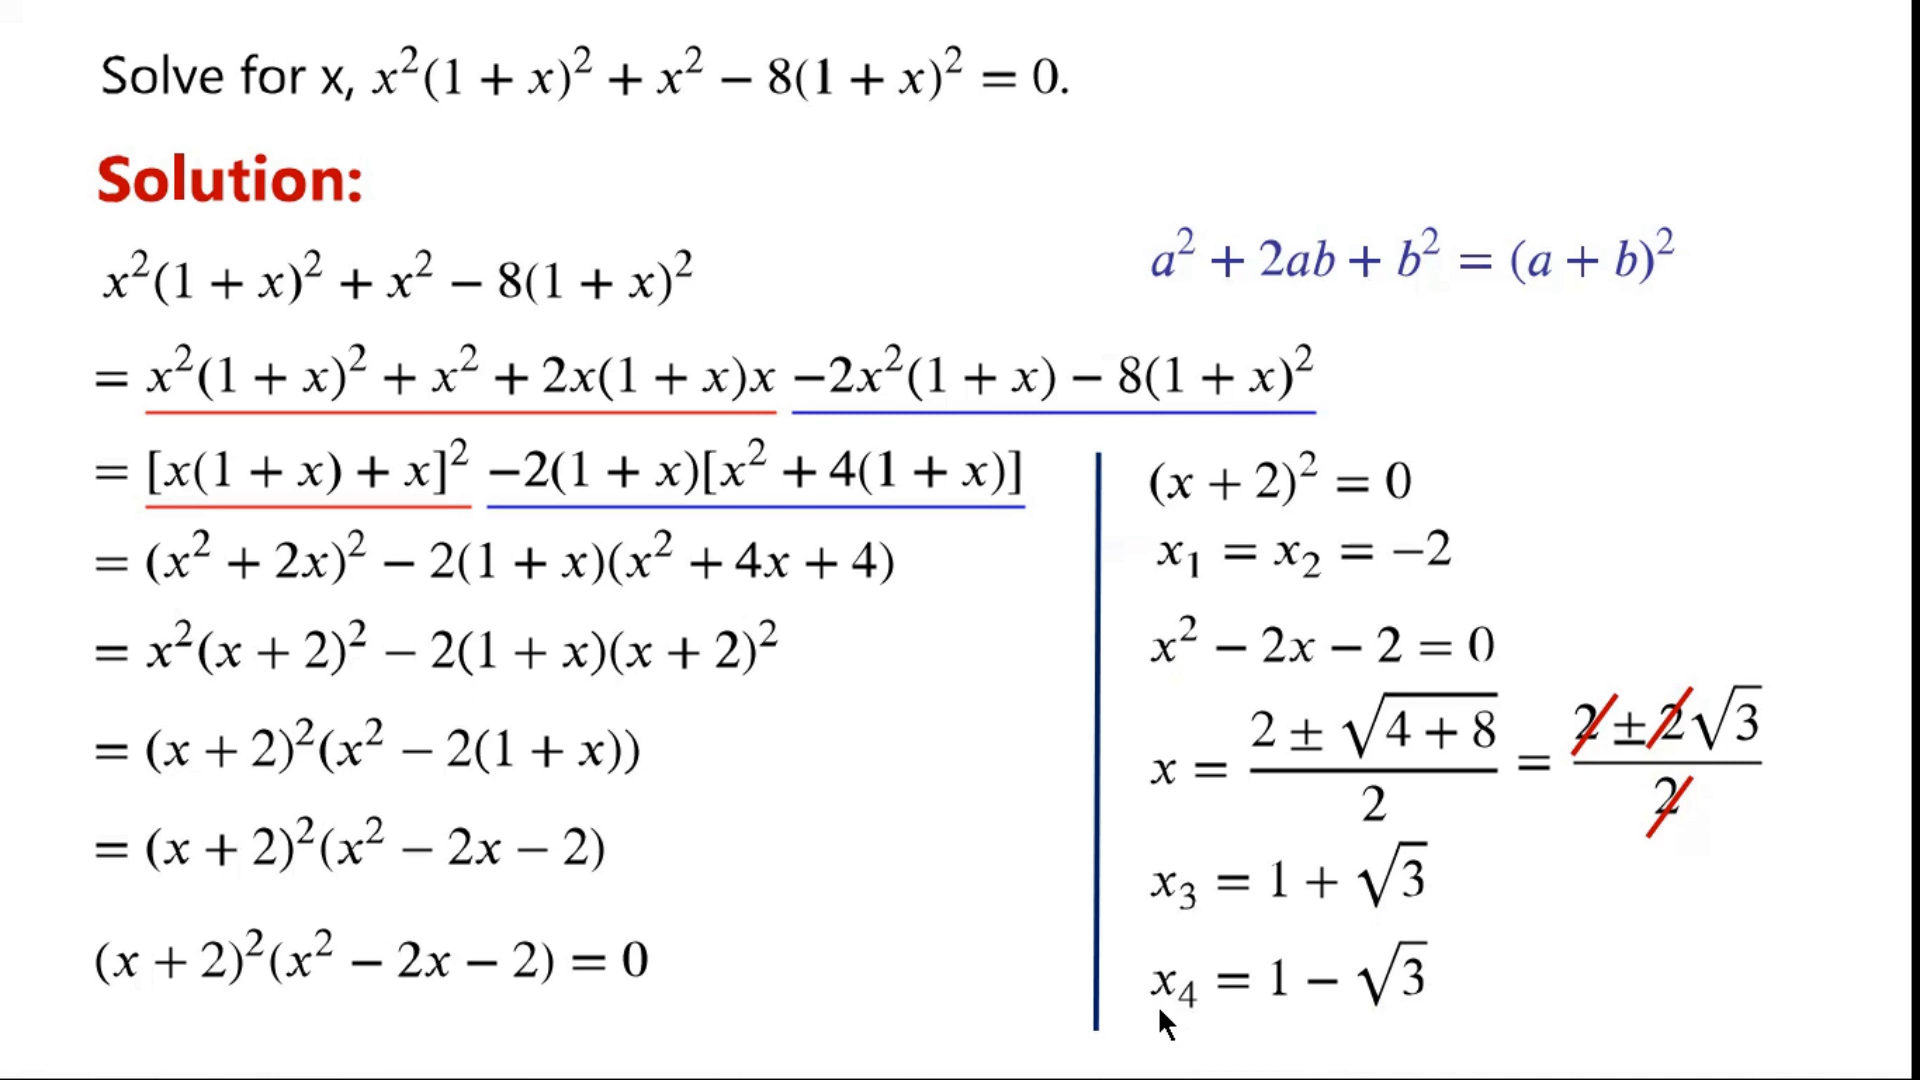 Solve for x, x²(1 + x)² + x² − 8(1 + x)² = 0.
Solution:
x²(1 + x)² + x² − 8(1 + x)²
a² + 2ab + b² = (a + b)²
= x²(1 + x)² + x² + 2x(1 + x)x −2x²(1 + x) − 8(1 + x)²
= [x(1 + x) + x]² −2(1 + x)[x² + 4(1 + x)]
= (x² + 2x)² − 2(1 + x)(x² + 4x + 4)
= x²(x + 2)² − 2(1 + x)(x + 2)²
= (x + 2)²(x² − 2(1 + x))
= (x + 2)²(x² − 2x − 2)
(x + 2)²(x² − 2x − 2) = 0
(x + 2)² = 0
x₁ = x₂ = −2
x² − 2x − 2 = 0
x = (2 ± √(4 + 8))/2 = (2 ± 2√3)/2
x₃ = 1 + √3
x₄ = 1 − √3